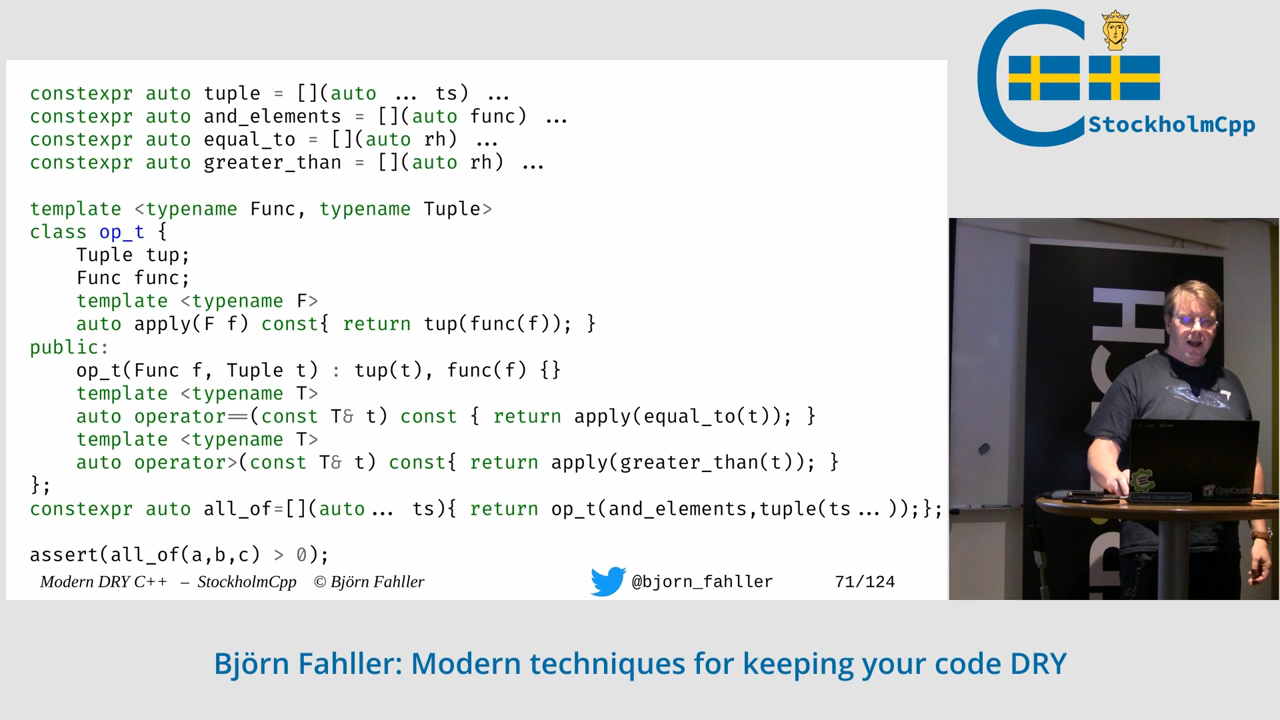 constexpr auto tuple = [](auto ... ts) ...
constexpr auto and_elements = [](auto func) ...
constexpr auto equal_to = [](auto rh) ...
constexpr auto greater_than = [](auto rh) ...
template <typename Func, typename Tuple>
class op_t {
Tuple tup;
Func func;
template <typename F>
auto apply(F f) const{ return tup(func(f)); }
public:
op_t(Func f, Tuple t) : tup(t), func(f) {}
template <typename T>
auto operator==(const T& t) const { return apply(equal_to(t)); }
template <typename T>
auto operator>(const T& t) const{ return apply(greater_than(t)); }
};
constexpr auto all_of=[](auto... ts){ return op_t(and_elements,tuple(ts...));};
assert(all_of(a,b,c) > 0);
Modern DRY C++ – StockholmCpp © Björn Fahller
@bjorn_fahller
71/124
StockholmCpp
Björn Fahller: Modern techniques for keeping your code DRY